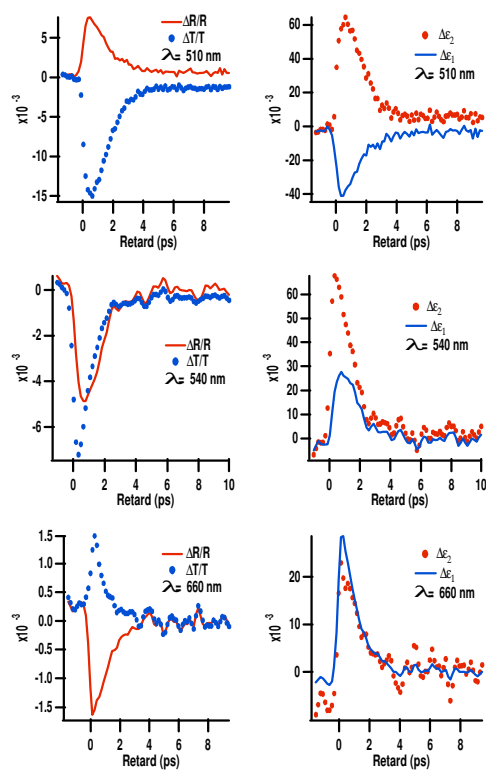 ΔR/R
ΔT/T
λ= 510 nm
x10 -3
5
0
-5
-10
-15
0 2 4 6 8
Retard (ps)
Δε2
Δε1
λ= 510 nm
x10 -3
60
40
20
0
-20
-40
0 2 4 6 8
Retard (ps)
ΔR/R
ΔT/T
λ= 540 nm
x10 -3
0
-2
-4
-6
0 2 4 6 8 10
Retard (ps)
Δε2
Δε1
λ= 540 nm
x10 -3
60
50
40
30
20
10
0
0 2 4 6 8 10
Retard (ps)
ΔR/R
ΔT/T
λ= 660 nm
x10 -3
1.5
1.0
0.5
0.0
-0.5
-1.0
-1.5
0 2 4 6 8
Retard (ps)
Δε2
Δε1
λ= 660 nm
x10 -3
20
10
0
0 2 4 6 8
Retard (ps)